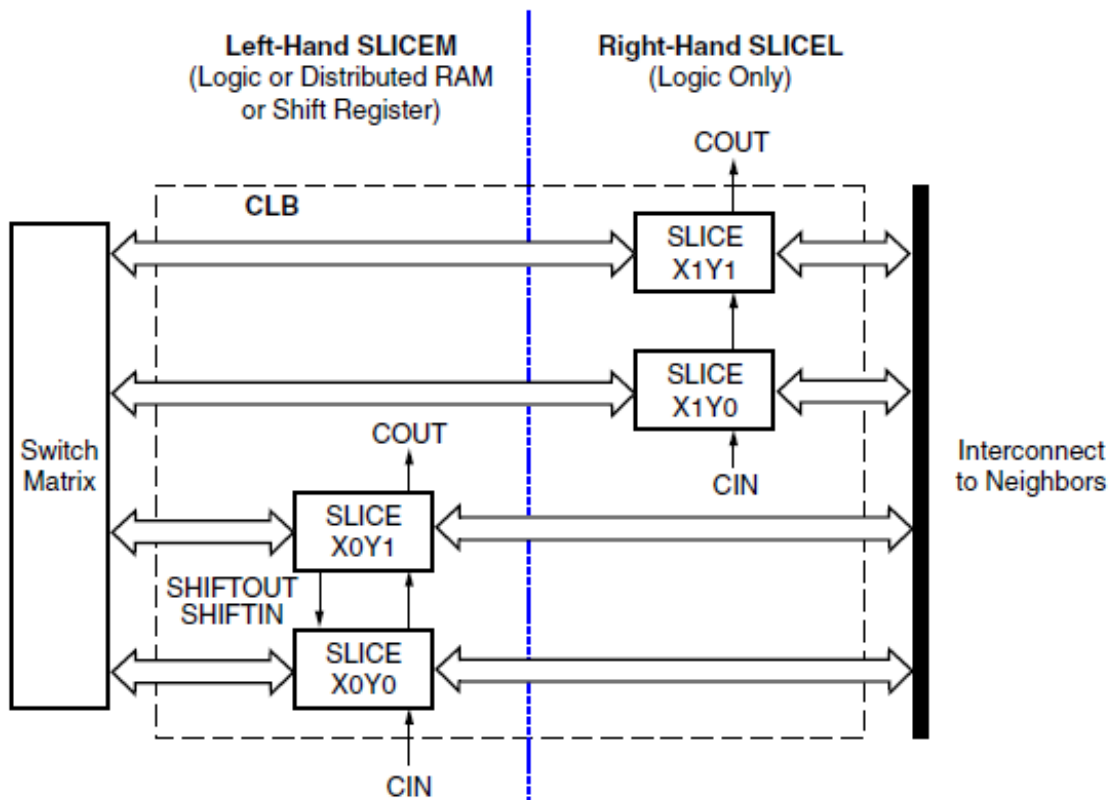 Left-Hand SLICEM
(Logic or Distributed RAM
or Shift Register)
Right-Hand SLICEL
(Logic Only)
COUT
CLB
SLICE
X1Y1
SLICE
X1Y0
COUT
CIN
Switch
Matrix
Interconnect
to Neighbors
SLICE
X0Y1
SHIFTOUT
SHIFTIN
SLICE
X0Y0
CIN